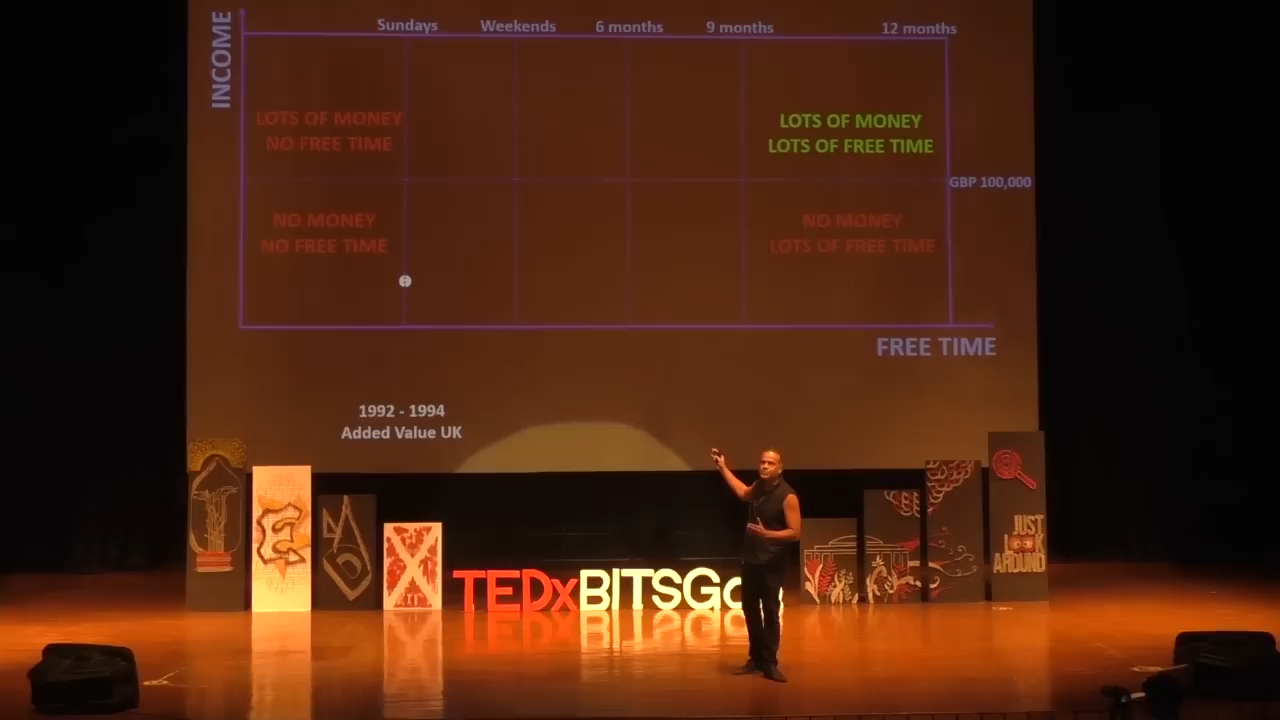 INCOME
Sundays Weekends 6 months 9 months 12 months
LOTS OF MONEY
NO FREE TIME
LOTS OF MONEY
LOTS OF FREE TIME
GBP 100,000
NO MONEY
NO FREE TIME
NO MONEY
LOTS OF FREE TIME
FREE TIME
1992 - 1994
Added Value UK
T
E
D
X
TEDxBITSGo
JUST
LOOK
AROUND